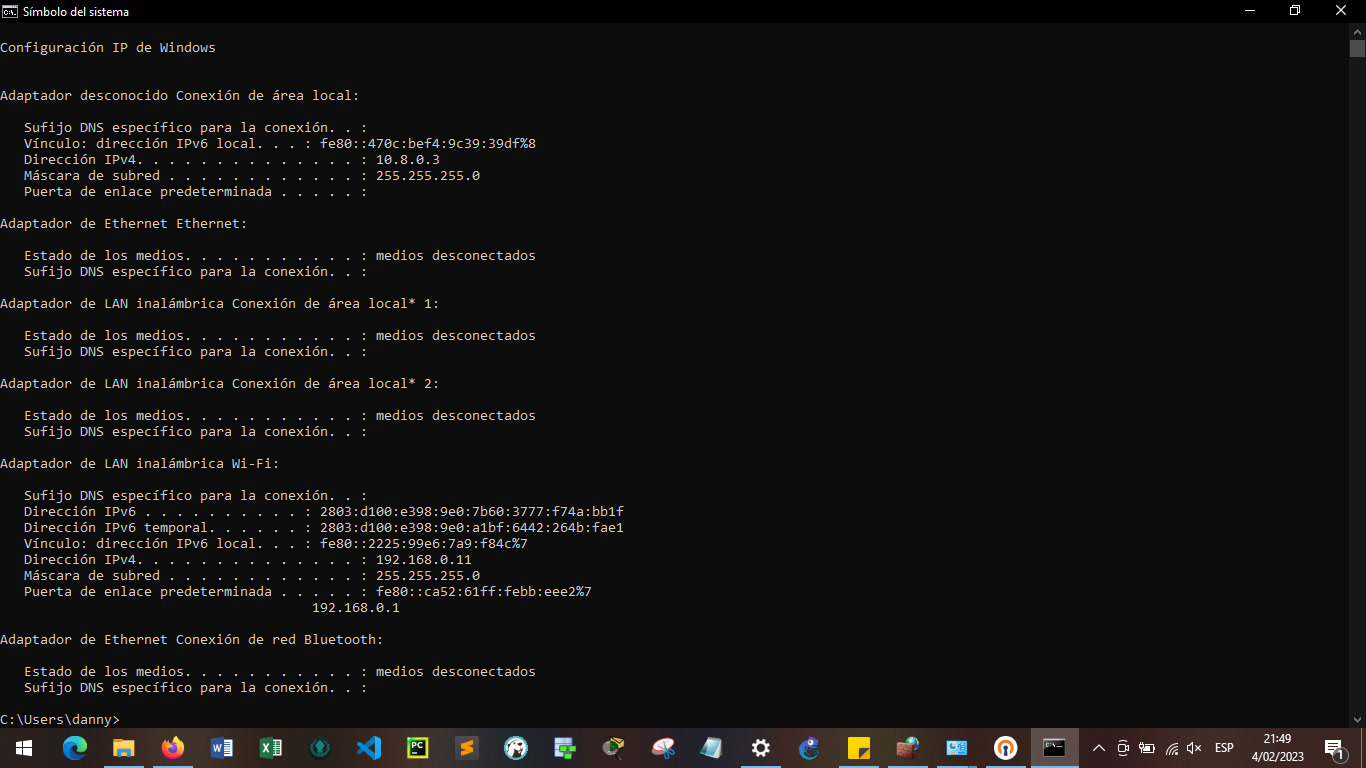 Símbolo del sistema
Configuración IP de Windows
Adaptador desconocido Conexión de área local:
   Sufijo DNS específico para la conexión. . :
   Vínculo: dirección IPv6 local. . . : fe80::470c:bef4:9c39:39df%8
   Dirección IPv4. . . . . . . . . . . . . . : 10.8.0.3
   Máscara de subred . . . . . . . . . . . . : 255.255.255.0
   Puerta de enlace predeterminada . . . . . :
Adaptador de Ethernet Ethernet:
   Estado de los medios. . . . . . . . . . . : medios desconectados
   Sufijo DNS específico para la conexión. . :
Adaptador de LAN inalámbrica Conexión de área local* 1:
   Estado de los medios. . . . . . . . . . . : medios desconectados
   Sufijo DNS específico para la conexión. . :
Adaptador de LAN inalámbrica Conexión de área local* 2:
   Estado de los medios. . . . . . . . . . . : medios desconectados
   Sufijo DNS específico para la conexión. . :
Adaptador de LAN inalámbrica Wi-Fi:
   Sufijo DNS específico para la conexión. . :
   Dirección IPv6 . . . . . . . . . . : 2803:d100:e398:9e0:7b60:3777:f74a:bb1f
   Dirección IPv6 temporal. . . . . . : 2803:d100:e398:9e0:a1bf:6442:264b:fae1
   Vínculo: dirección IPv6 local. . . : fe80::2225:99e6:7a9:f84c%7
   Dirección IPv4. . . . . . . . . . . . . . : 192.168.0.11
   Máscara de subred . . . . . . . . . . . . : 255.255.255.0
   Puerta de enlace predeterminada . . . . . : fe80::ca52:61ff:febb:eee2%7
                                       192.168.0.1
Adaptador de Ethernet Conexión de red Bluetooth:
   Estado de los medios. . . . . . . . . . . : medios desconectados
   Sufijo DNS específico para la conexión. . :
C:\Users\danny>
ESP
21:49
4/02/2023
1